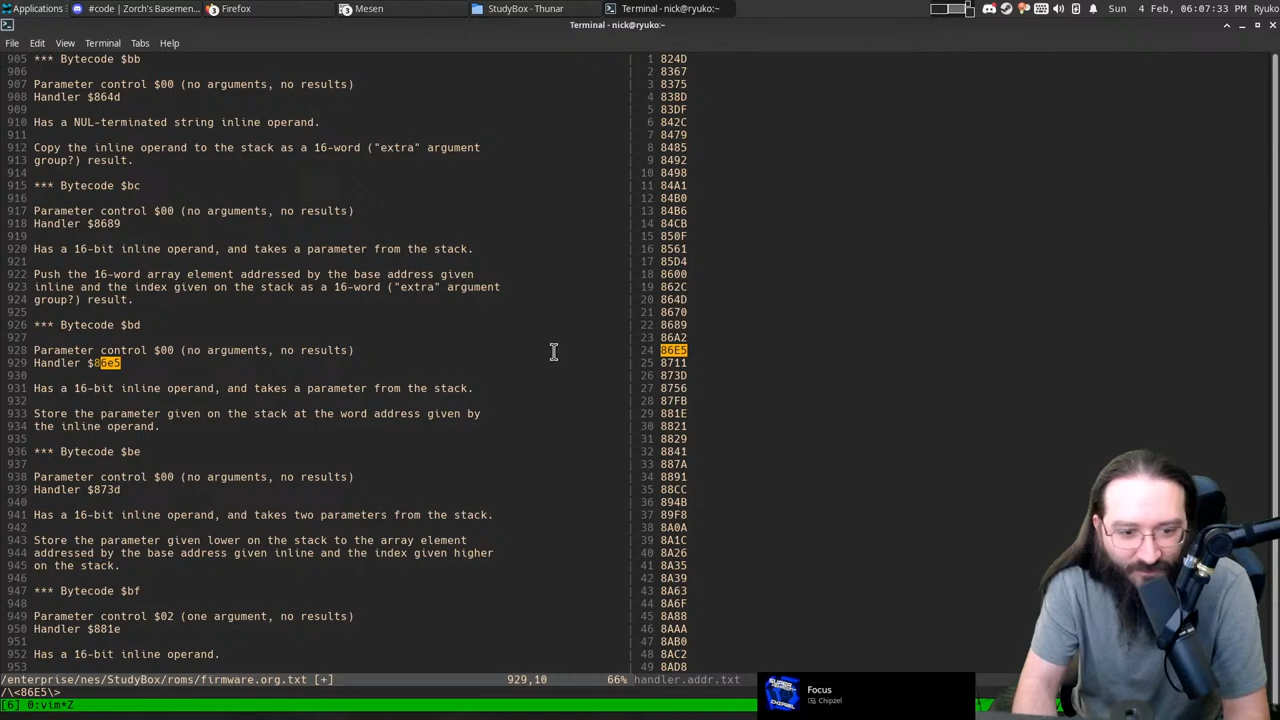 Applications
#code | Zorch's Basemen...
Firefox
Mesen
StudyBox - Thunar
Terminal - nick@ryuko:~
Sun 4 Feb, 06:07:33 PM Ryuko
Terminal - nick@ryuko:~
File Edit View Terminal Tabs Help
905 *** Bytecode $bb
906
907 Parameter control $00 (no arguments, no results)
908 Handler $864d
909
910 Has a NUL-terminated string inline operand.
911
912 Copy the inline operand to the stack as a 16-word ("extra" argument
913 group?) result.
914
915 *** Bytecode $bc
916
917 Parameter control $00 (no arguments, no results)
918 Handler $8689
919
920 Has a 16-bit inline operand, and takes a parameter from the stack.
921
922 Push the 16-word array element addressed by the base address given
923 inline and the index given on the stack as a 16-word ("extra" argument
924 group?) result.
925
926 *** Bytecode $bd
927
928 Parameter control $00 (no arguments, no results)
929 Handler $86e5
930
931 Has a 16-bit inline operand, and takes a parameter from the stack.
932
933 Store the parameter given on the stack at the word address given by
934 the inline operand.
935
936 *** Bytecode $be
937
938 Parameter control $00 (no arguments, no results)
939 Handler $873d
940
941 Has a 16-bit inline operand, and takes two parameters from the stack.
942
943 Store the parameter given lower on the stack to the array element
944 addressed by the base address given inline and the index given higher
945 on the stack.
946
947 *** Bytecode $bf
948
949 Parameter control $02 (one argument, no results)
950 Handler $881e
951
952 Has a 16-bit inline operand.
953
/enterprise/nes/StudyBox/roms/firmware.org.txt [+] 929,10 66%
1 824D
2 8367
3 8375
4 838D
5 83DF
6 842C
7 8479
8 8485
9 8492
10 8498
11 84A1
12 84B0
13 84B6
14 84CB
15 850F
16 8561
17 85D4
18 8600
19 862C
20 864D
21 8670
22 8689
23 86A2
24 86E5
25 8711
26 873D
27 8756
28 87FB
29 881E
30 8821
31 8829
32 8841
33 887A
34 8891
35 88CC
36 894B
37 89F8
38 8A0A
39 8A1C
40 8A26
41 8A35
42 8A39
43 8A63
44 8A6F
45 8A88
46 8AAA
47 8AB0
48 8AC2
49 8AD8
handler.addr.txt
/\<86E5\>
[6] 0:vim*Z
Focus
Chipzel